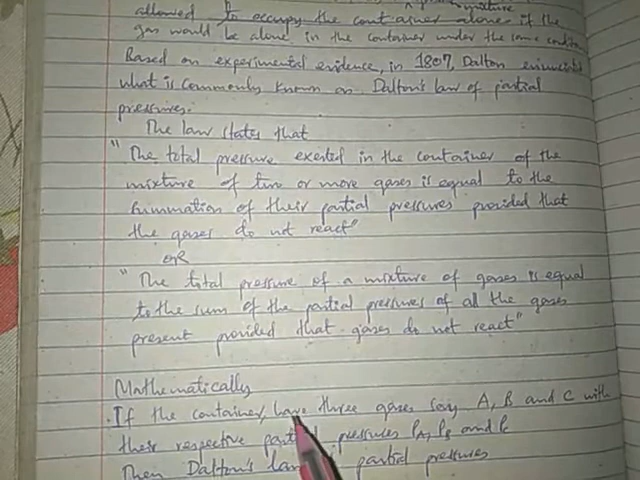 mixture
allowed to occupy the container alone if the
gas would be alone in the container under the same
Based on experimental evidence, in 1807, Dalton
what is commonly known as Dalton's law of partial
pressures.
The law states that
"The total pressure exerted in the container of the
mixture of two or more gases is equal to the
summation of their partial pressures provided that
the gases do not react"
OR
"The total pressure of a mixture of gases is equal
to the sum of the partial pressures of all the gases
present provided that gases do not react"
Mathematically
If the container, have three gases say A, B and C with
their respective partial pressures PA, PB and PC
Then Dalton's law partial pressures